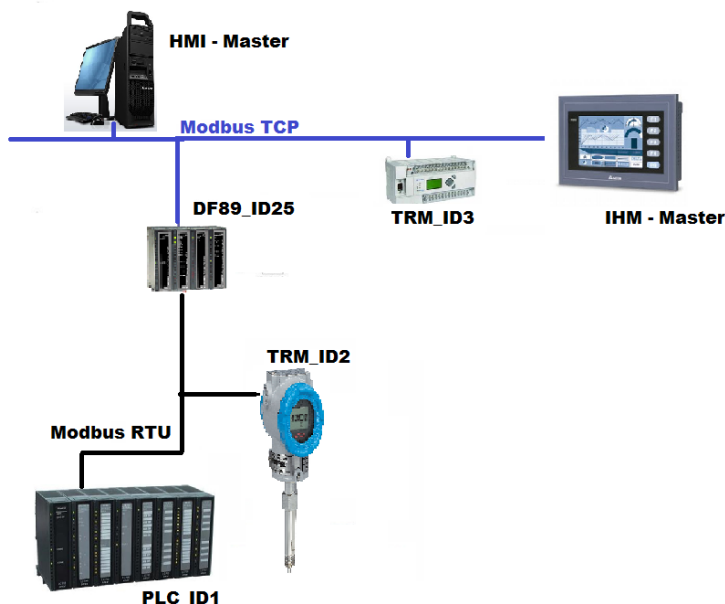 HMI - Master
Modbus TCP
DF89_ID25
TRM_ID3
IHM - Master
TRM_ID2
Modbus RTU
PLC_ID1